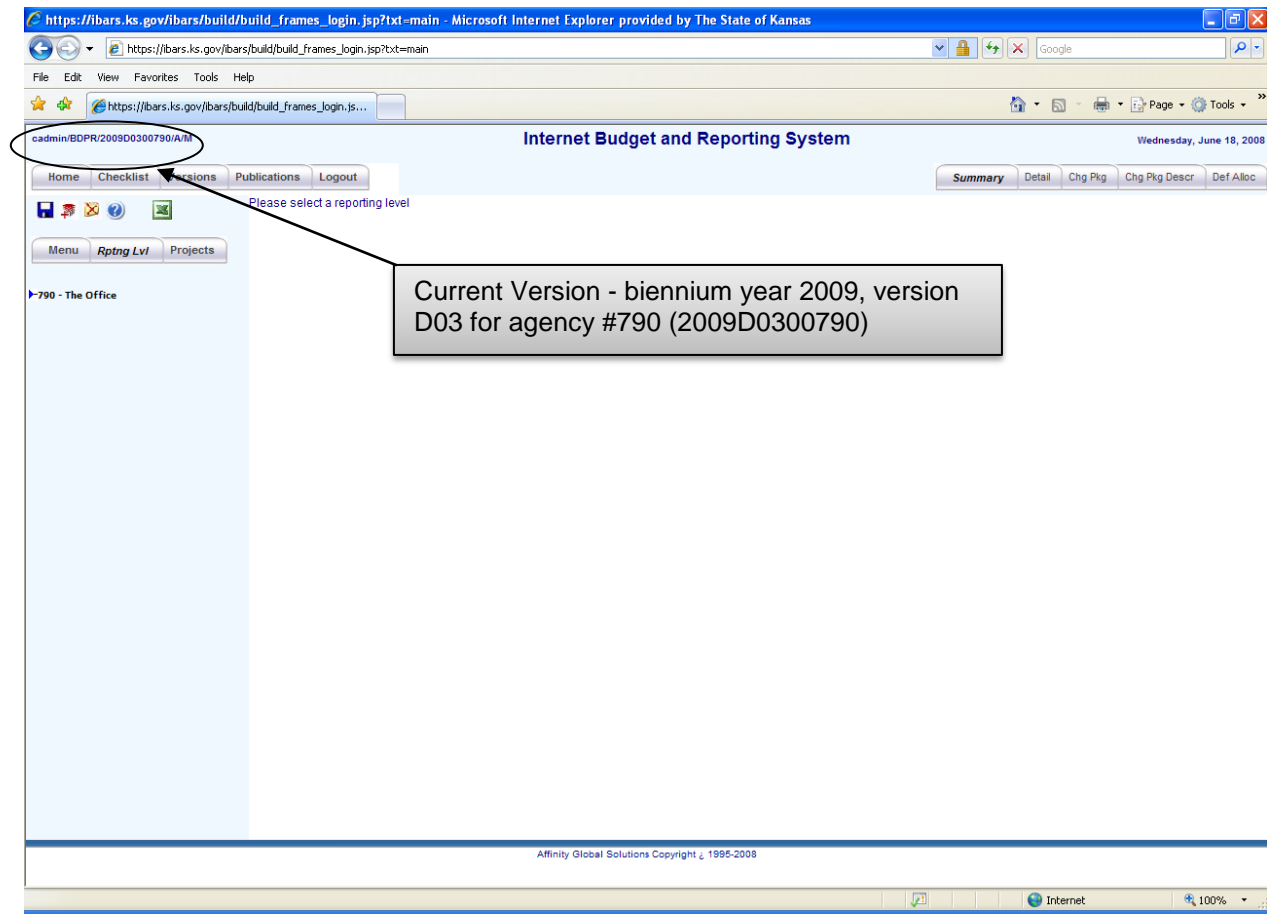 https://ibars.ks.gov/ibars/build/build_frames_login.jsp?txt=main - Microsoft Internet Explorer provided by The State of Kansas
https://ibars.ks.gov/ibars/build/build_frames_login.jsp?txt=main
Google
File Edit View Favorites Tools Help
https://ibars.ks.gov/ibars/build/build_frames_login.js...
Page Tools
cadmin/BDPR/2009D0300790/A/M
Internet Budget and Reporting System
Wednesday, June 18, 2008
Home Checklist Versions Publications Logout
Summary Detail Chg Pkg Chg Pkg Descr Def Alloc
Please select a reporting level
Menu Rptng Lvl Projects
790 - The Office
Current Version - biennium year 2009, version
D03 for agency #790 (2009D0300790)
Affinity Global Solutions Copyright ¿ 1995-2008
Internet 100%